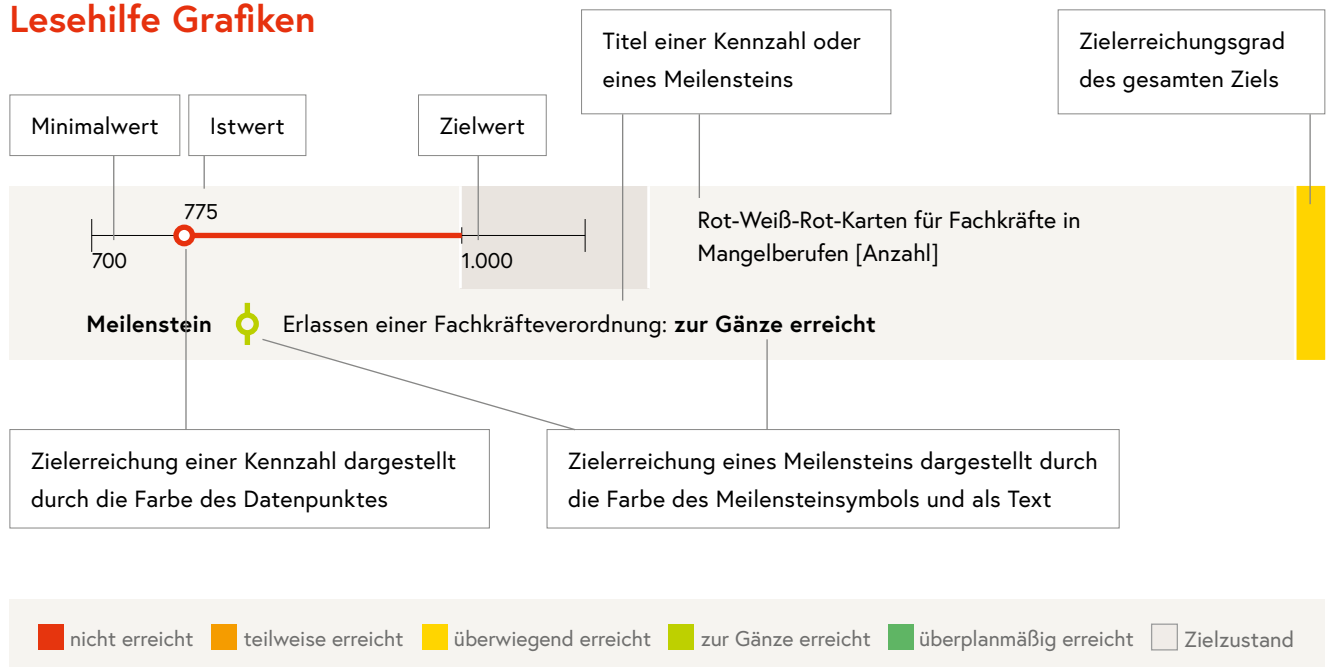 Lesehilfe Grafiken
Titel einer Kennzahl oder
eines Meilensteins
Zielerreichungsgrad
des gesamten Ziels
Minimalwert
Istwert
Zielwert
775
700
1.000
Rot-Weiß-Rot-Karten für Fachkräfte in
Mangelberufen [Anzahl]
Meilenstein Erlassen einer Fachkräfteverordnung: zur Gänze erreicht
Zielerreichung einer Kennzahl dargestellt
durch die Farbe des Datenpunktes
Zielerreichung eines Meilensteins dargestellt durch
die Farbe des Meilensteinsymbols und als Text
nicht erreicht teilweise erreicht überwiegend erreicht zur Gänze erreicht überplanmäßig erreicht Zielzustand